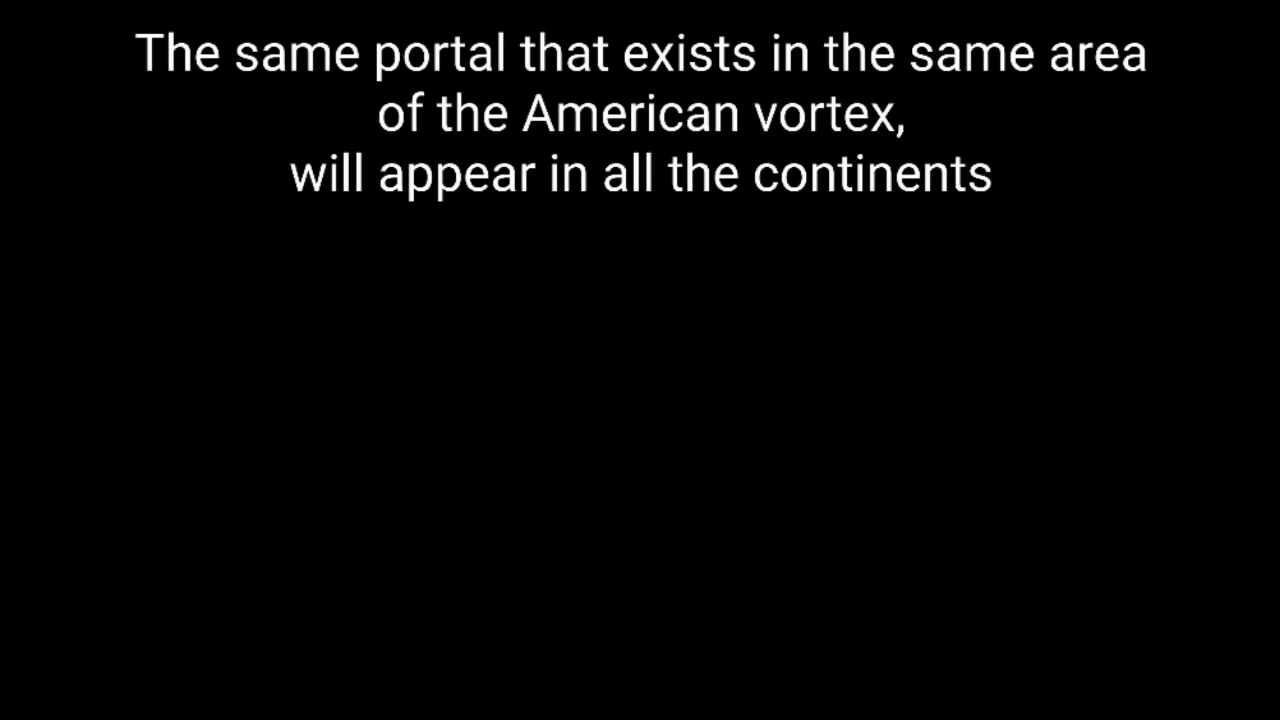 The same portal that exists in the same area
of the American vortex,
will appear in all the continents